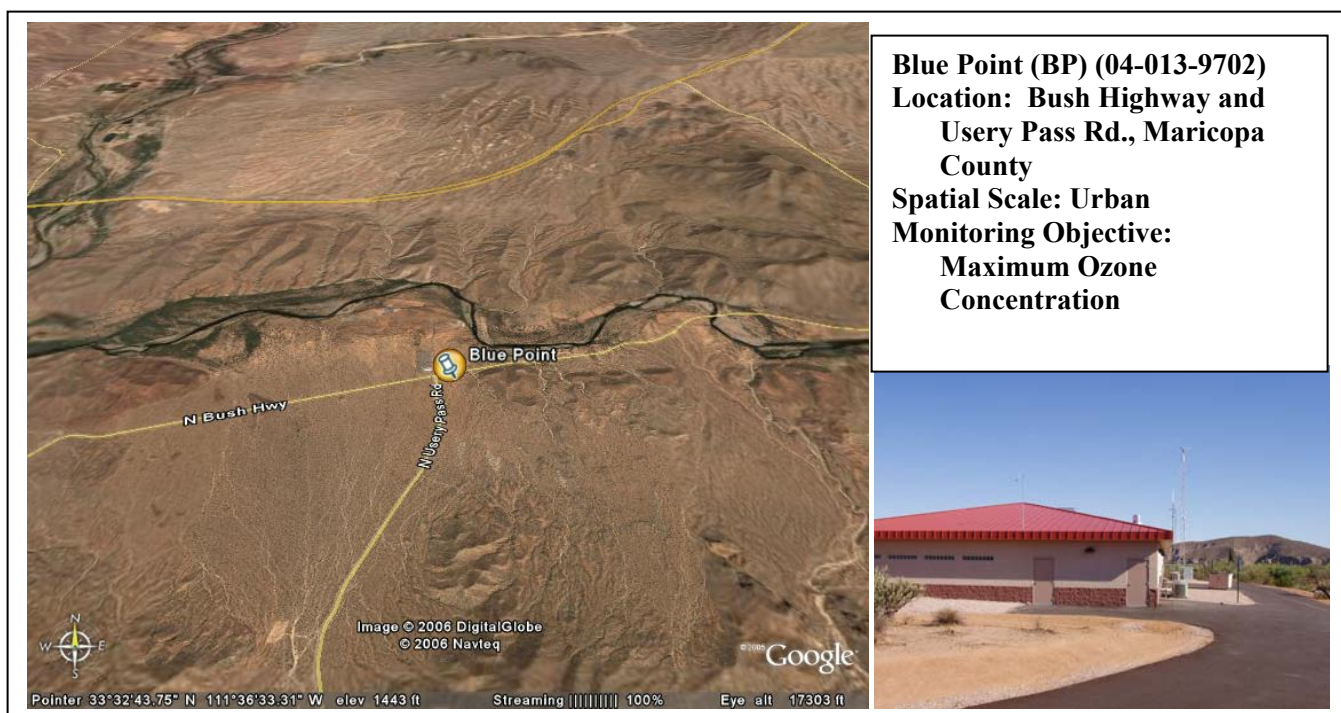 Blue Point (BP) (04-013-9702)
Location: Bush Highway and
Usery Pass Rd., Maricopa
County
Spatial Scale: Urban
Monitoring Objective:
Maximum Ozone
Concentration
Blue Point
N Bush Hwy
N Usery Pass Rd
N
W E
S
Image © 2006 DigitalGlobe
© 2006 Navteq
© 2005 Google
Pointer 33°32'43.75" N 111°36'33.31" W elev 1443 ft Streaming |||||||||| 100% Eye alt 17303 ft